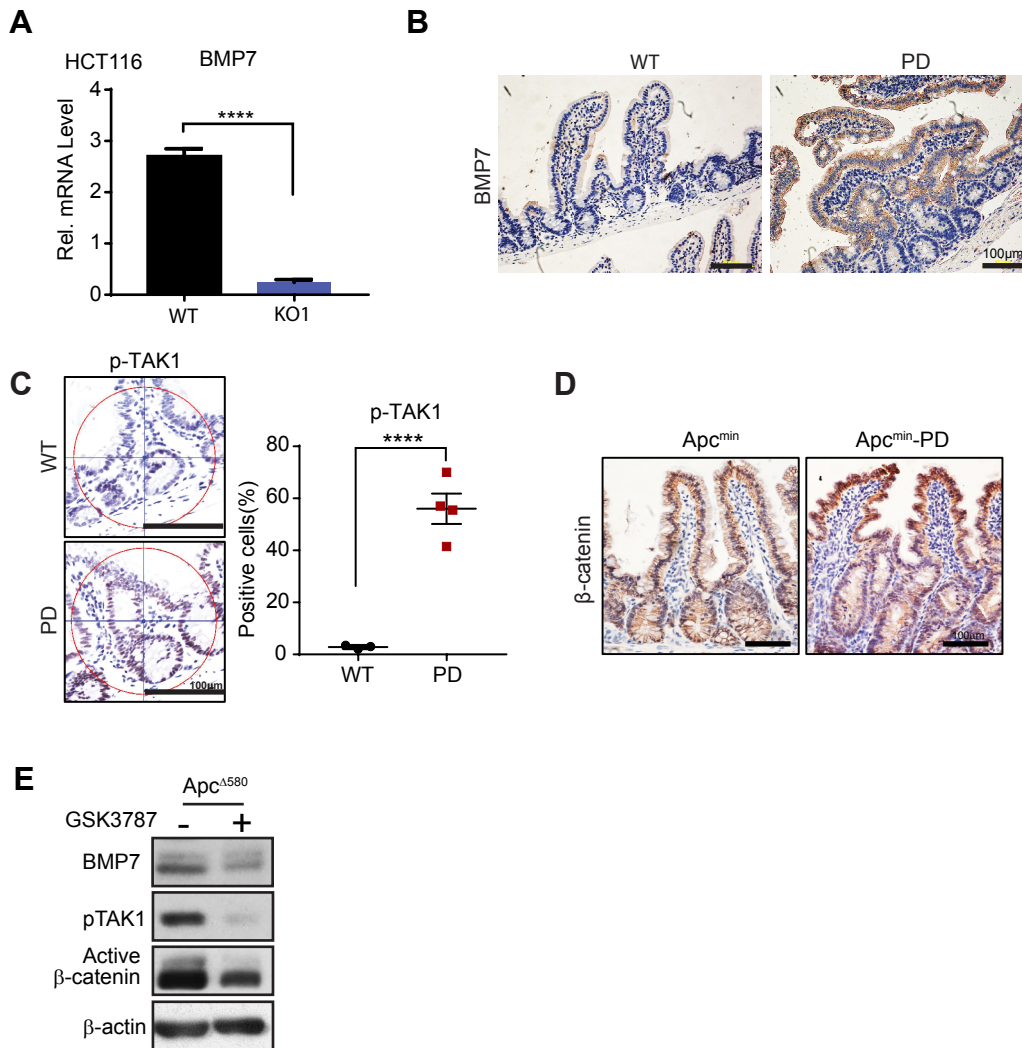 A
HCT116 BMP7
Rel. mRNA Level
4
3
2
1
0
****
WT KO1
B
WT PD
BMP7
100μm
C
p-TAK1
WT
PD
100μm
p-TAK1
Positive cells(%)
80
60
40
20
0
****
WT PD
D
Apcmin Apcmin-PD
β-catenin
100μm
E
ApcΔ580
GSK3787 - +
BMP7
pTAK1
Active
β-catenin
β-actin